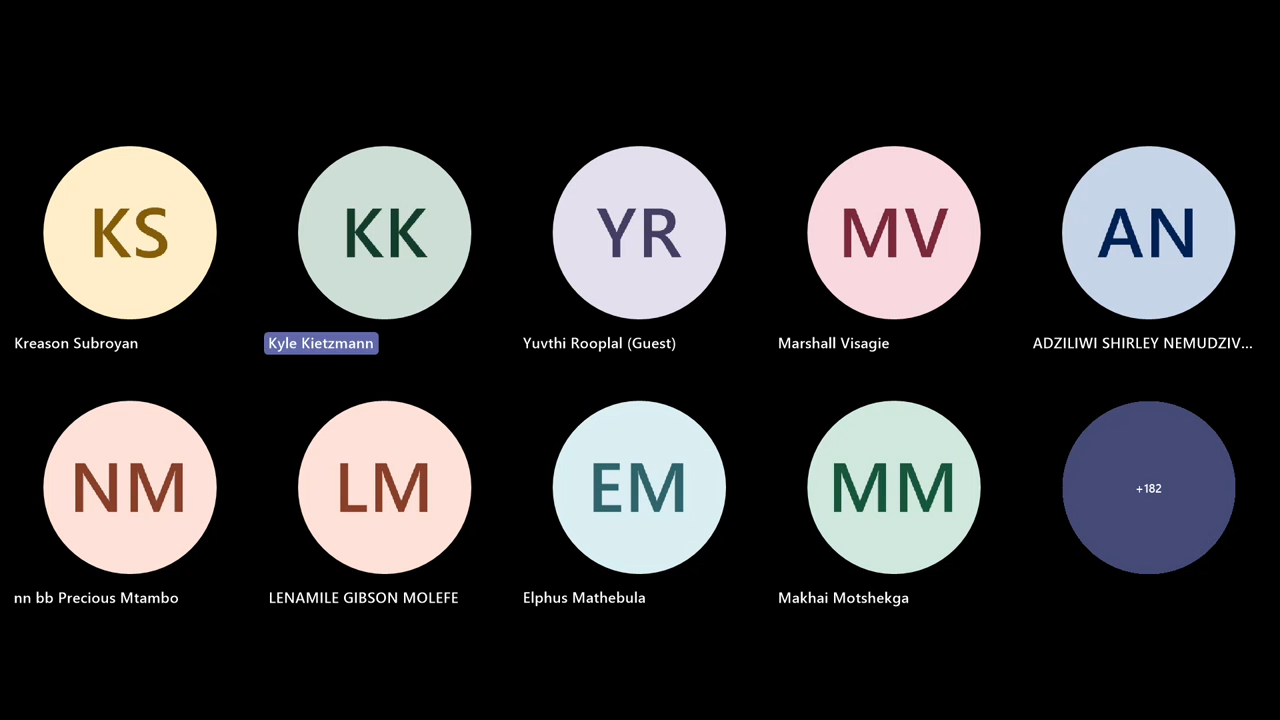 KS
KK
YR
MV
AN
Kreason Subroyan
Kyle Kietzmann
Yuvthi Rooplal (Guest)
Marshall Visagie
ADZILIWI SHIRLEY NEMUDZIV...
NM
LM
EM
MM
+182
nn bb Precious Mtambo
LENAMILE GIBSON MOLEFE
Elphus Mathebula
Makhai Motshekga